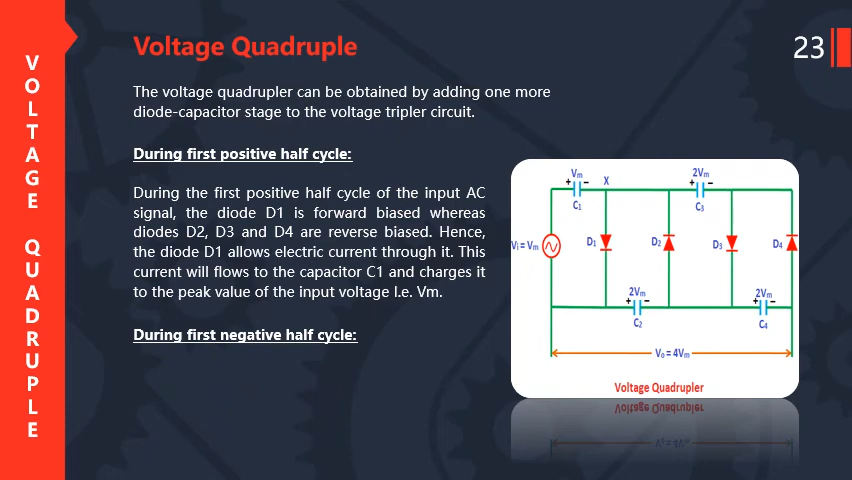 VOLTAGE QUADRUPLE
Voltage Quadruple
23
The voltage quadrupler can be obtained by adding one more
diode-capacitor stage to the voltage tripler circuit.
During first positive half cycle:
During the first positive half cycle of the input AC
signal, the diode D1 is forward biased whereas
diodes D2, D3 and D4 are reverse biased. Hence,
the diode D1 allows electric current through it. This
current will flows to the capacitor C1 and charges it
to the peak value of the input voltage I.e. Vm.
During first negative half cycle:
Vm X 2Vm
+ − + −
C1 C3
Vi = Vm D1 D2 D3 D4
2Vm 2Vm
+ − + −
C2 C4
Vo = 4Vm
Voltage Quadrupler